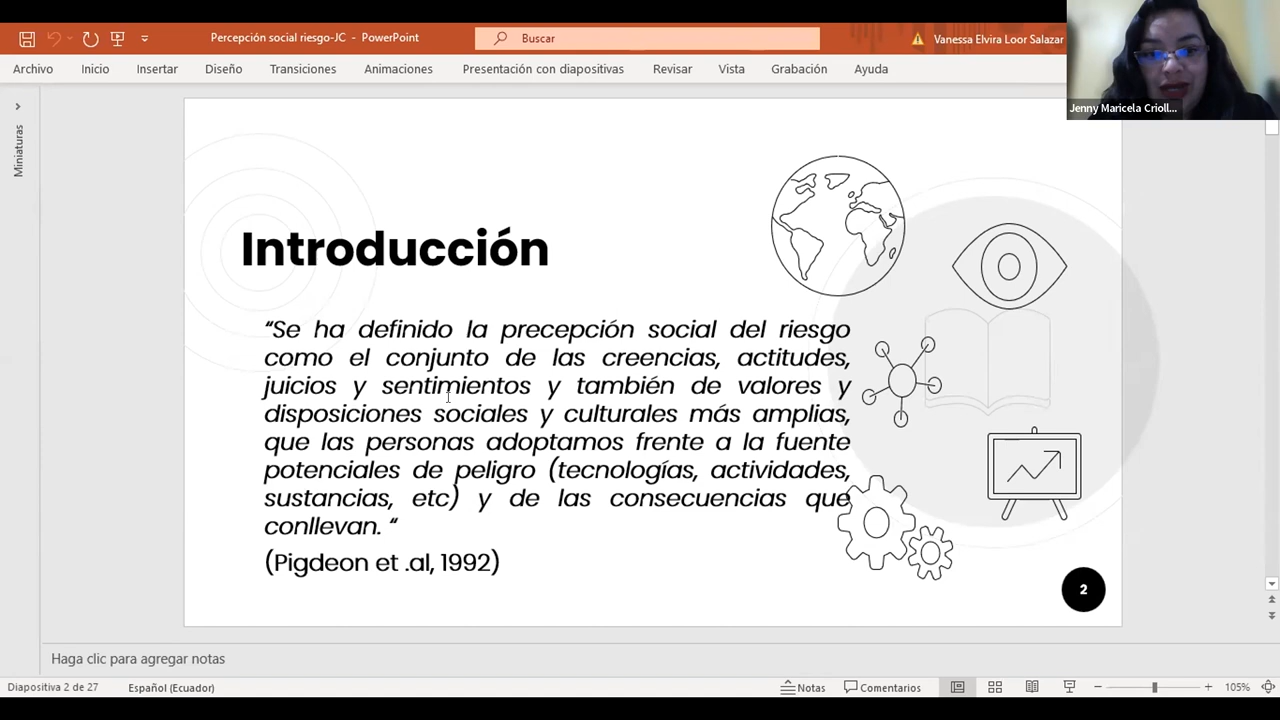 Percepción social riesgo-JC - PowerPoint
Buscar
Vanessa Elvira Loor Salazar
Archivo Inicio Insertar Diseño Transiciones Animaciones Presentación con diapositivas Revisar Vista Grabación Ayuda
Jenny Maricela Crioll...
Miniaturas
Introducción
“Se ha definido la precepción social del riesgo
como el conjunto de las creencias, actitudes,
juicios y sentimientos y también de valores y
disposiciones sociales y culturales más amplias,
que las personas adoptamos frente a la fuente
potenciales de peligro (tecnologías, actividades,
sustancias, etc) y de las consecuencias que
conllevan. “
(Pigdeon et .al, 1992)
2
Haga clic para agregar notas
Diapositiva 2 de 27 Español (Ecuador) Notas Comentarios 105%